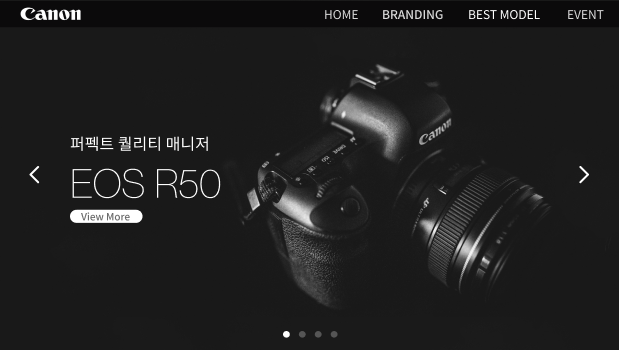 Canon
HOME BRANDING BEST MODEL EVENT
퍼펙트 퀄리티 매니저
EOS R50
View More
Canon